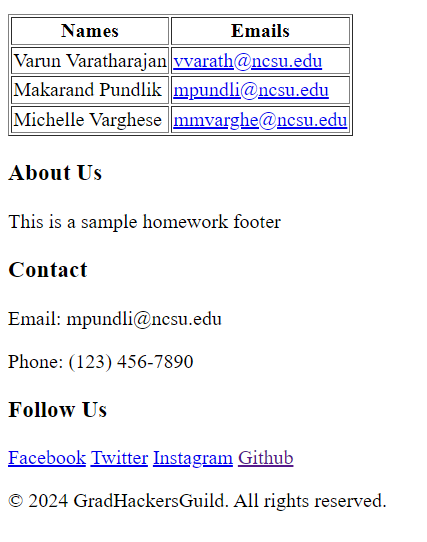 Names Emails
Varun Varatharajan vvarath@ncsu.edu
Makarand Pundlik mpundli@ncsu.edu
Michelle Varghese mmvarghe@ncsu.edu
About Us
This is a sample homework footer
Contact
Email: mpundli@ncsu.edu
Phone: (123) 456-7890
Follow Us
Facebook Twitter Instagram Github
© 2024 GradHackersGuild. All rights reserved.